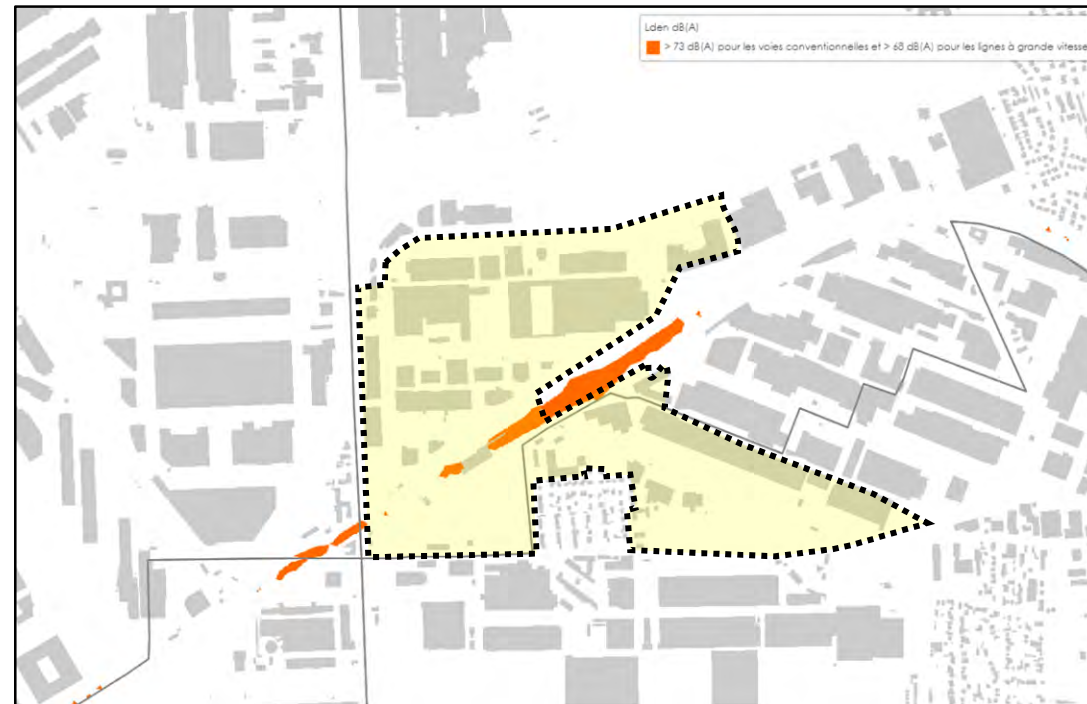 Lden dB(A)
> 73 dB(A) pour les voies conventionnelles et > 68 dB(A) pour les lignes à grande vitesse